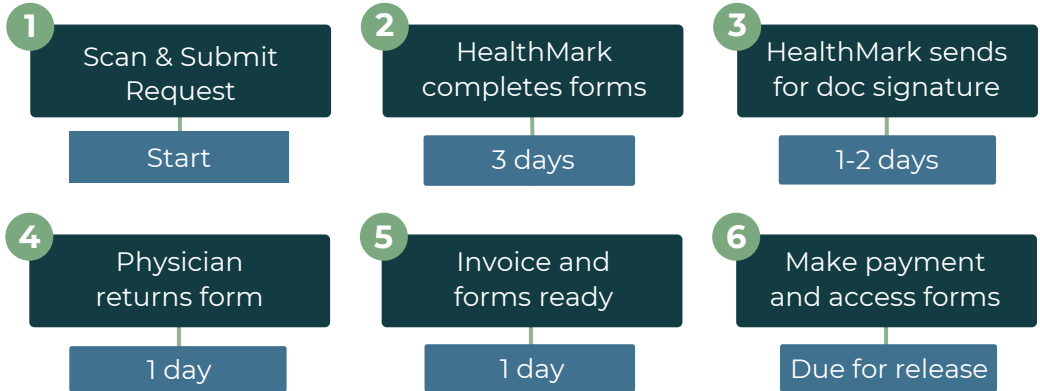 1
Scan & Submit
Request
Start
2
HealthMark
completes forms
3 days
3
HealthMark sends
for doc signature
1-2 days
4
Physician
returns form
1 day
5
Invoice and
forms ready
1 day
6
Make payment
and access forms
Due for release